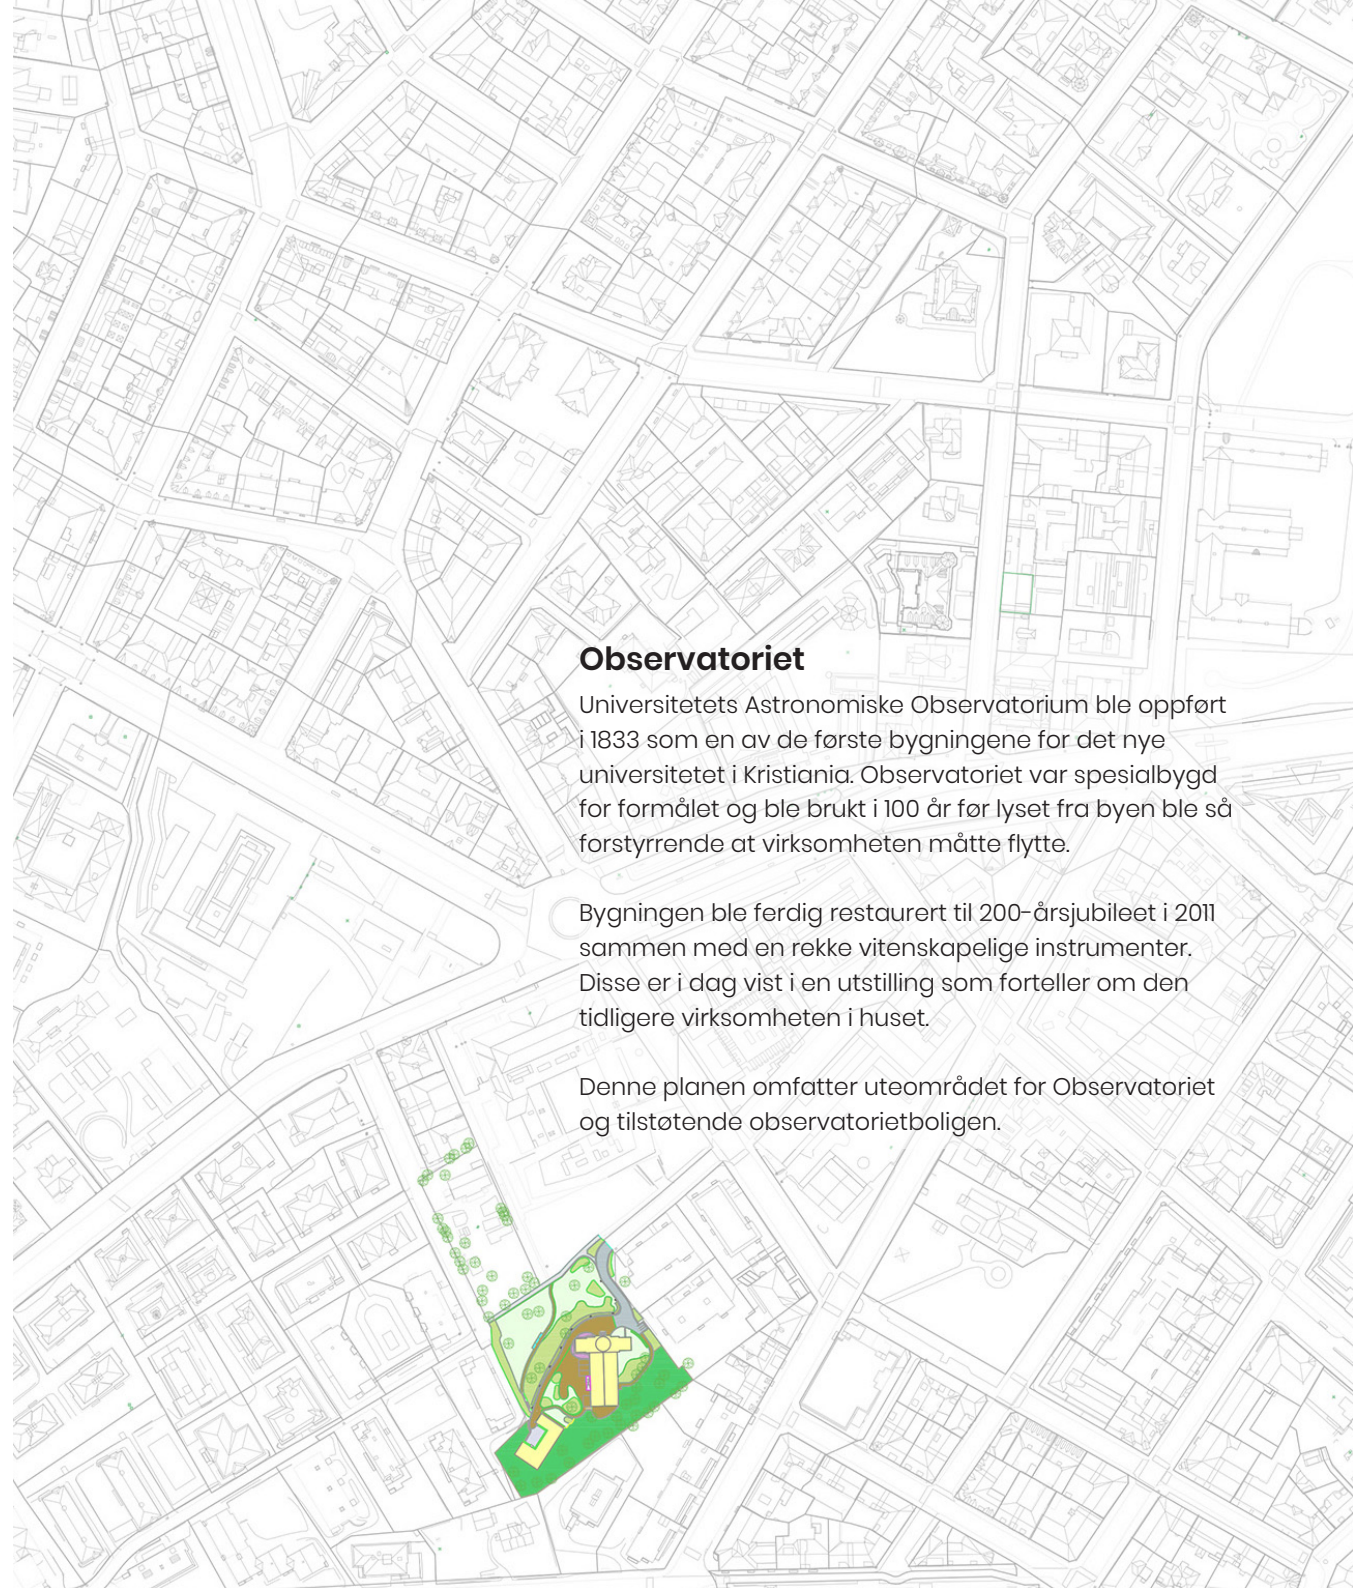 Observatoriet
Universitetets Astronomiske Observatorium ble oppført
i 1833 som en av de første bygningene for det nye
universitetet i Kristiania. Observatoriet var spesialbygd
for formålet og ble brukt i 100 år før lyset fra byen ble så
forstyrrende at virksomheten måtte flytte.
Bygningen ble ferdig restaurert til 200-årsjubileet i 2011
sammen med en rekke vitenskapelige instrumenter.
Disse er i dag vist i en utstilling som forteller om den
tidligere virksomheten i huset.
Denne planen omfatter uteområdet for Observatoriet
og tilstøtende observatorietboligen.